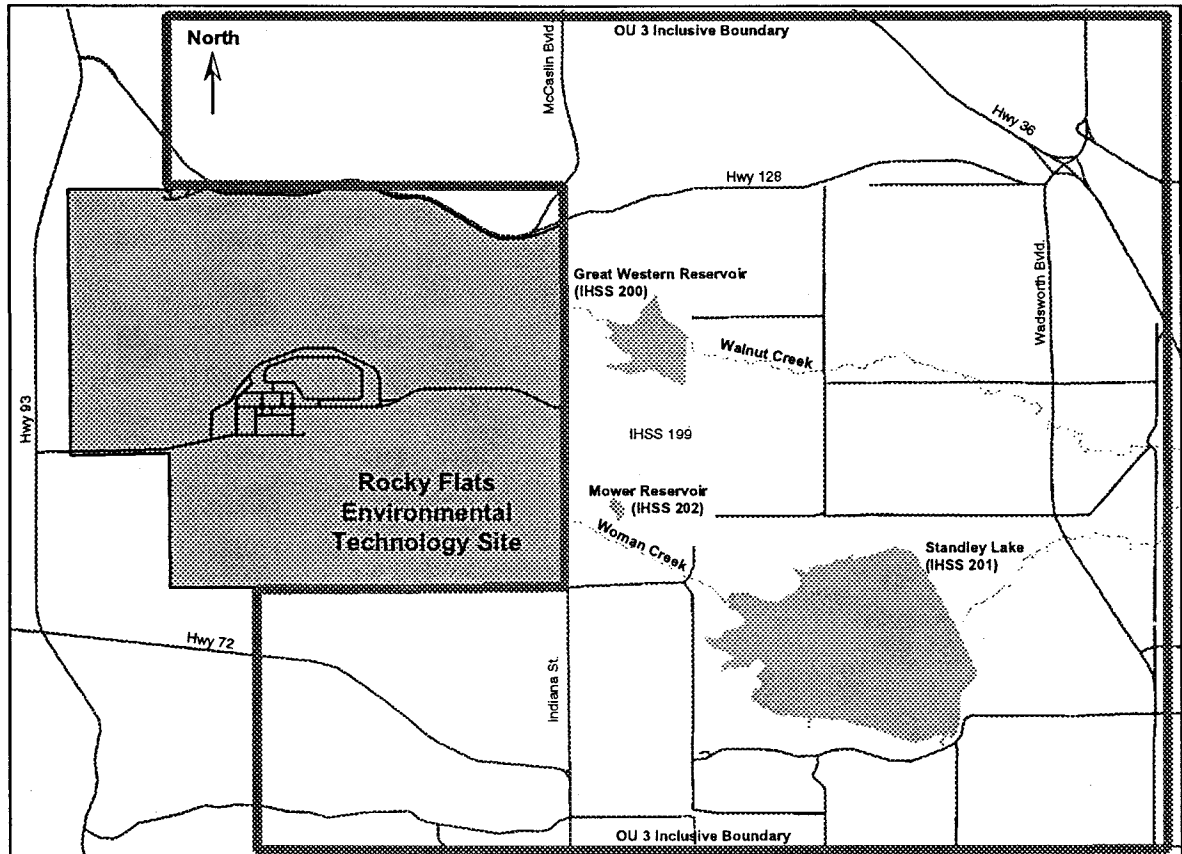 OU 3 Inclusive Boundary
North
McCaslin Bvld
Hwy 36
Hwy 128
Great Western Reservoir
(IHSS 200)
Wadsworth Bvld.
Walnut Creek
Hwy 93
IHSS 199
Rocky Flats
Environmental
Technology Site
Mower Reservoir
(IHSS 202)
Woman Creek
Standley Lake
(IHSS 201)
Hwy 72
Indiana St.
OU 3 Inclusive Boundary